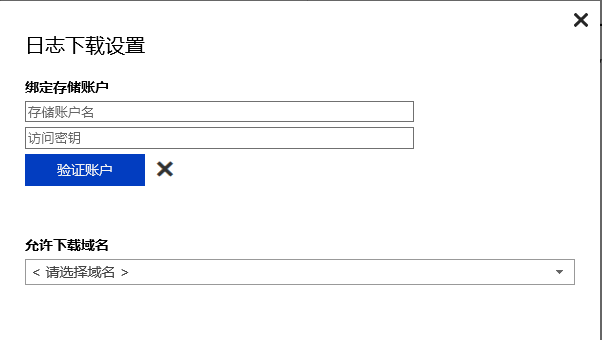 日志下载设置
绑定存储账户
存储账户名
访问密钥
验证账户
允许下载域名
< 请选择域名 >